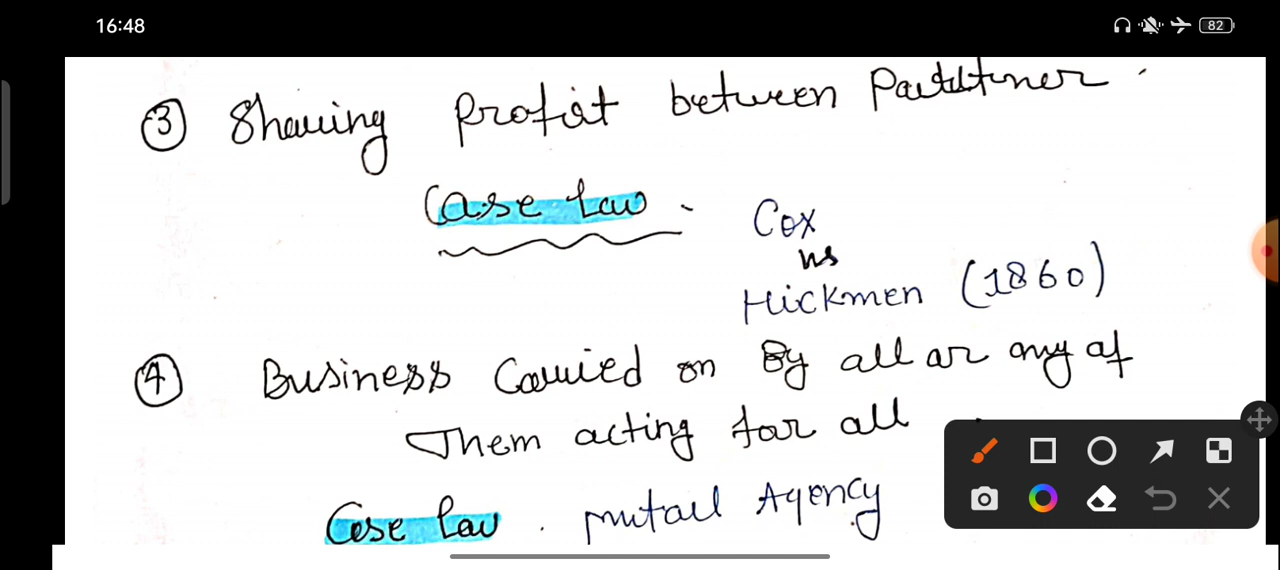 16:48
82
③ Sharing Profit between Partner.
Case Law -
Cox
vs
Hickmen (1860)
④ Business Carried on By all or any of
Them acting for all
Case law . mutail Agency